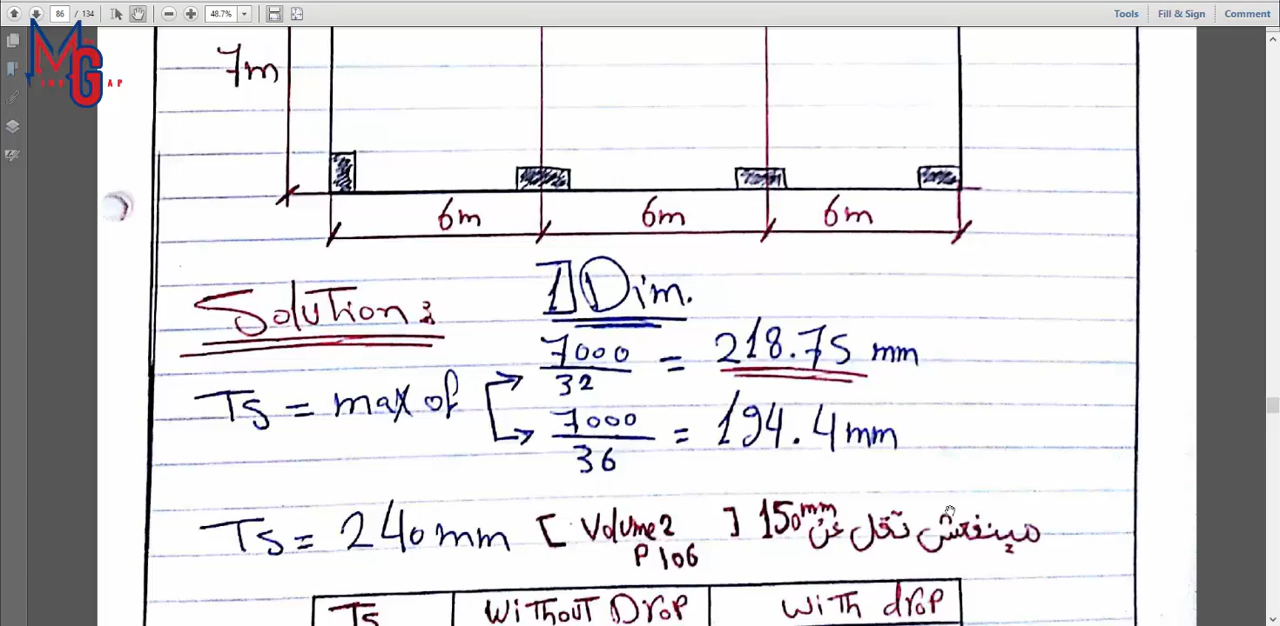 86 / 134
48.7%
Tools
Fill & Sign
Comment
MG
7m
6m
6m
6m
Solution:
1 Dim.
Ts = max of
7000/32 = 218.75 mm
7000/36 = 194.4 mm
Ts = 240 mm [ Volume 2 P 106 ] مينفعش تقل عن 150mm
Ts
Without Drop
With drop